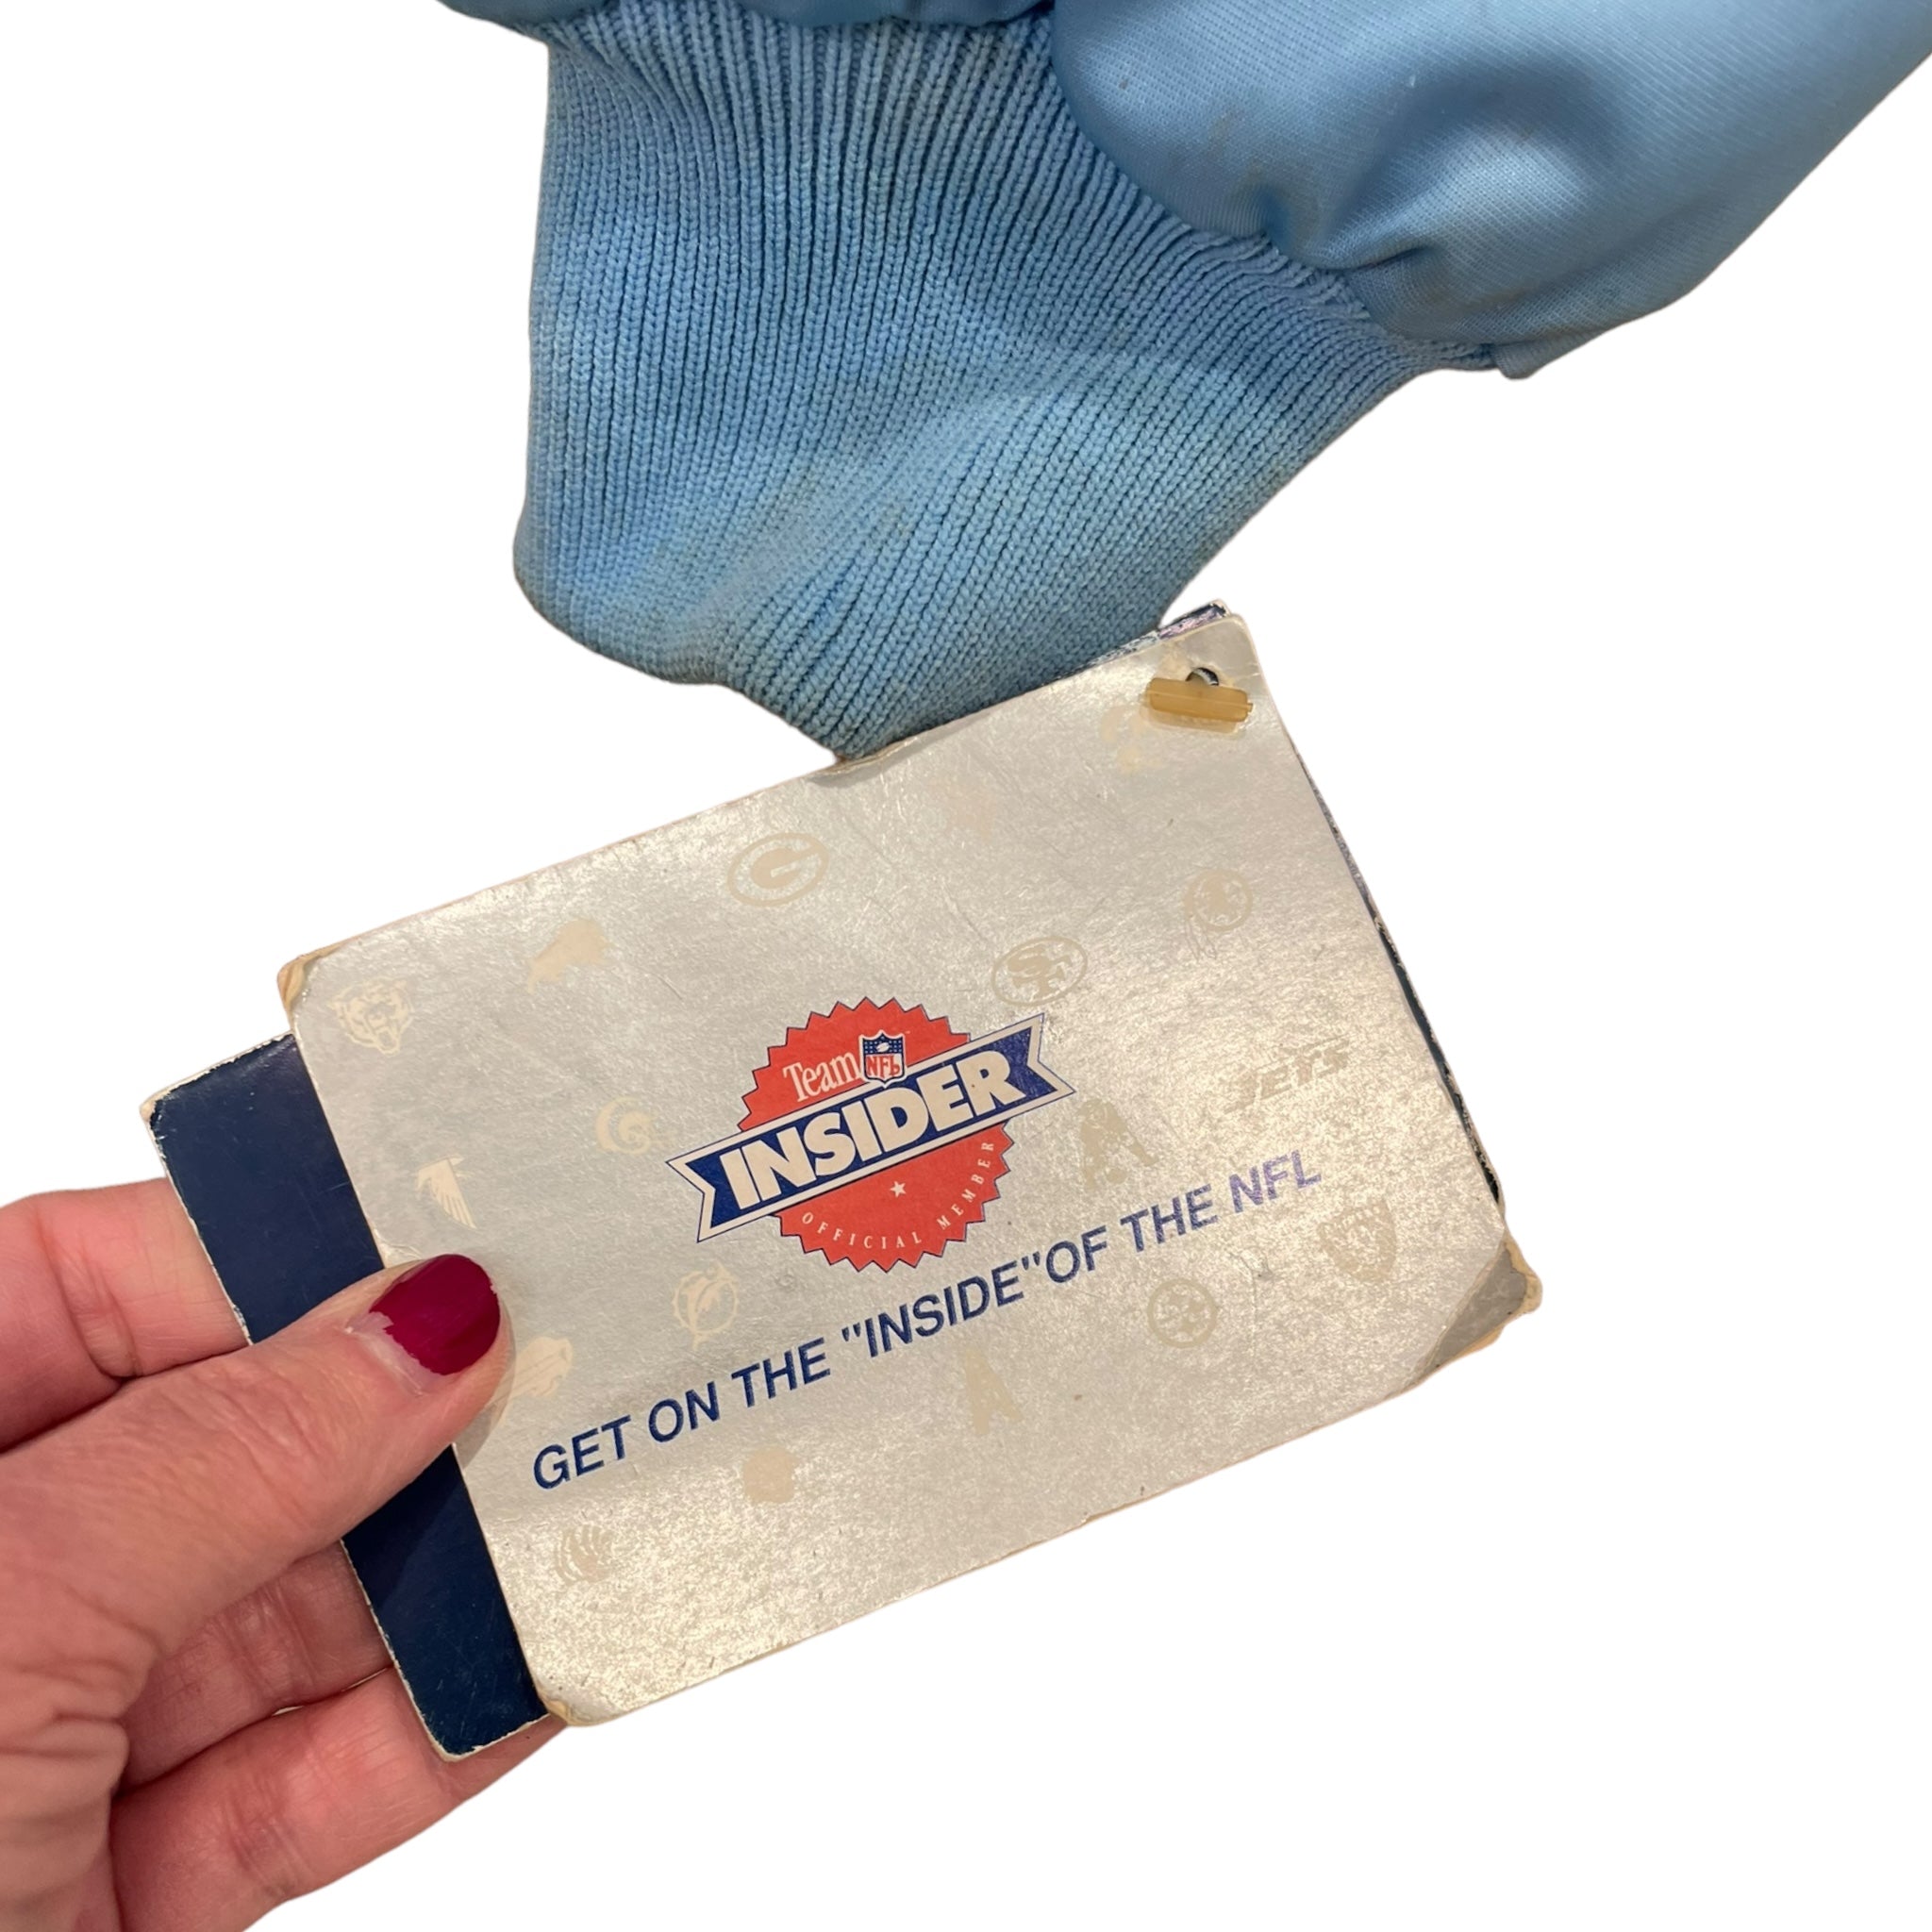 Team NFL
INSIDER
OFFICIAL MEMBER
JETS
GET ON THE "INSIDE" OF THE NFL